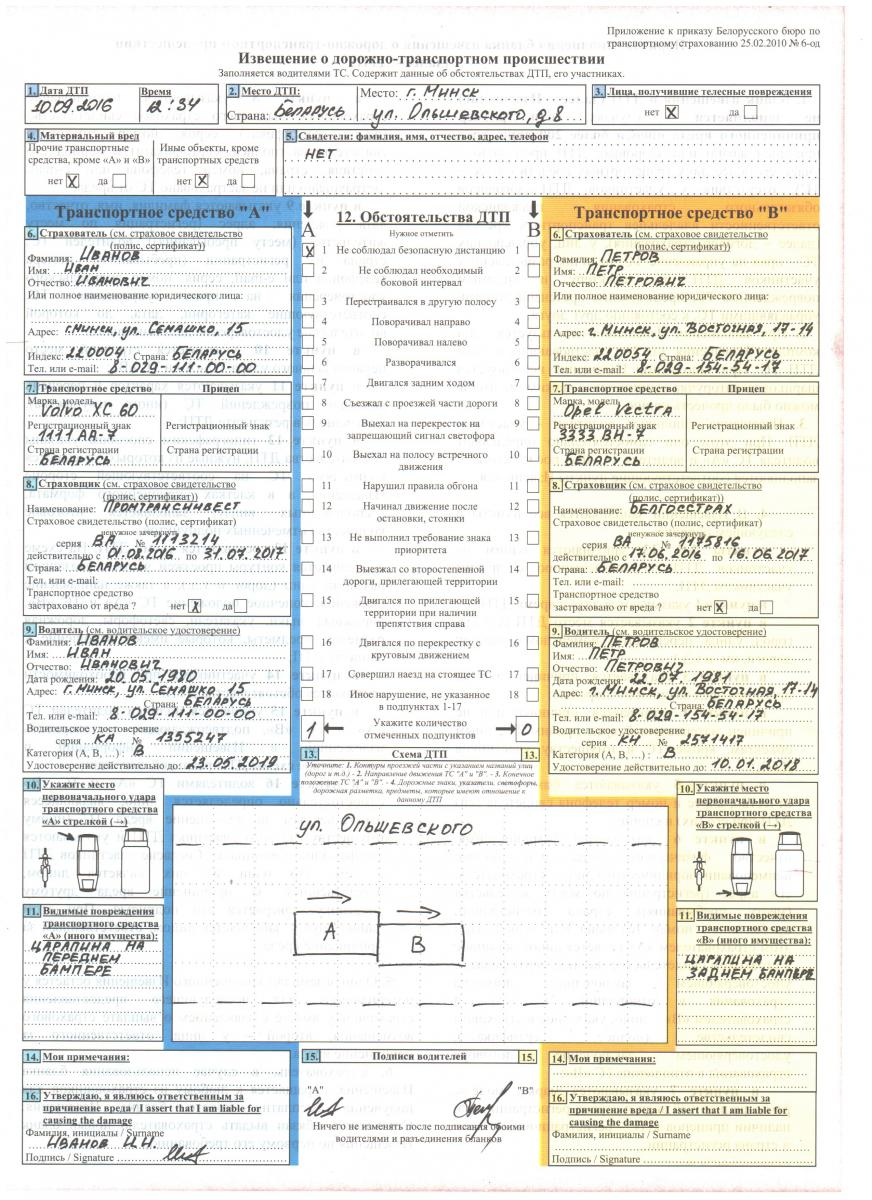 Приложение к приказу Белорусского бюро по
транспортному страхованию 25.02.2010 № 6-од
Извещение о дорожно-транспортном происшествии
Заполняется водителями ТС. Содержит данные об обстоятельствах ДТП, его участниках.
1. Дата ДТП Время
10.09.2016 12:34
2. Место ДТП: Место: г. Минск
Страна: Беларусь ул. Ольшевского, д.8
3. Лица, получившие телесные повреждения
нет X да
4. Материальный вред
Прочие транспортные средства, кроме «А» и «В»
нет X да
Иные объекты, кроме транспортных средств
нет X да
5. Свидетели: фамилия, имя, отчество, адрес, телефон
НЕТ
Транспортное средство "А"
6. Страхователь (см. страховое свидетельство
(полис, сертификат))
Фамилия: ИВАНОВ
Имя: ИВАН
Отчество: ИВАНОВИЧ
Или полное наименование юридического лица:
Адрес: г.Минск, ул. Семашко, 15
Индекс: 220004 Страна: БЕЛАРУСЬ
Тел. или e-mail: 8-029-111-00-00
7. Транспортное средство Прицеп
Марка, модель
Volvo XC 60
Регистрационный знак Регистрационный знак
1111 AA-7
Страна регистрации Страна регистрации
БЕЛАРУСЬ
8. Страховщик (см. страховое свидетельство
(полис, сертификат))
Наименование: ПРОМТРАНСИНВЕСТ
Страховое свидетельство (полис, сертификат)
ненужное зачеркнуть
серия ВА № 1113214
действительно с 01.08.2016 по 31.07.2017
Страна: БЕЛАРУСЬ
Тел. или e-mail:
Транспортное средство
застраховано от вреда ? нет X да
9. Водитель (см. водительское удостоверение)
Фамилия: ИВАНОВ
Имя: ИВАН
Отчество: ИВАНОВИЧ
Дата рождения: 20.05.1980
Адрес: г.Минск, ул Семашко 15
Страна: БЕЛАРУСЬ
Тел. или e-mail: 8-029-111-00-00
Водительское удостоверение
серия КА № 1355247
Категория (А, В, ...) : В
Удостоверение действительно до: 23.05.2019
10. Укажите место
первоначального удара
транспортного средства
«А» стрелкой (→)
11. Видимые повреждения
транспортного средства
«А» (иного имущества):
ЦАРАПИНА НА
ПЕРЕДНЕМ
БАМПЕРЕ
12. Обстоятельства ДТП
A B
Нужное отметить
X 1 Не соблюдал безопасную дистанцию 1
2 Не соблюдал необходимый боковой интервал 2
3 Перестраивался в другую полосу 3
4 Поворачивал направо 4
5 Поворачивал налево 5
6 Разворачивался 6
7 Двигался задним ходом 7
8 Съезжал с проезжей части дороги 8
9 Выехал на перекресток на запрещающий сигнал светофора 9
10 Выехал на полосу встречного движения 10
11 Нарушил правила обгона 11
12 Начинал движение после остановки, стоянки 12
13 Не выполнил требование знака приоритета 13
14 Выезжал со второстепенной дороги, прилегающей территории 14
15 Двигался по прилегающей территории при наличии препятствия справа 15
16 Двигался по перекрестку с круговым движением 16
17 Совершил наезд на стоящее ТС 17
18 Иное нарушение, не указанное в подпунктах 1-17 18
1 Укажите количество отмеченных подпунктов 0
13. Схема ДТП 13.
Уточните: 1. Контуры проезжей части с указанием названий улиц
(дорог и т.д.) - 2. Направление движения ТС "А" и "В". - 3. Конечное
положение ТС "А" и "В". - 4. Дорожные знаки, указатели, светофоры,
дорожная разметка, предметы, которые имеют отношение к
данному ДТП
ул. Ольшевского
A B
Транспортное средство "В"
6. Страхователь (см. страховое свидетельство
(полис, сертификат))
Фамилия: ПЕТРОВ
Имя: ПЕТР
Отчество: ПЕТРОВИЧ
Или полное наименование юридического лица:
Адрес: г. Минск, ул. Восточная, 17-14
Индекс: 220054 Страна: БЕЛАРУСЬ
Тел. или e-mail: 8-029-154-54-17
7. Транспортное средство Прицеп
Марка, модель
Opel Vectra
Регистрационный знак Регистрационный знак
3333 ВН-7
Страна регистрации Страна регистрации
БЕЛАРУСЬ
8. Страховщик (см. страховое свидетельство
(полис, сертификат))
Наименование: БЕЛГОССТРАХ
Страховое свидетельство (полис, сертификат)
ненужное зачеркнуть
серия ВА № 1175816
действительно с 17.06.2016 по 16.06.2017
Страна: БЕЛАРУСЬ
Тел. или e-mail:
Транспортное средство
застраховано от вреда ? нет X да
9. Водитель (см. водительское удостоверение)
Фамилия: ПЕТРОВ
Имя: ПЕТР
Отчество: ПЕТРОВИЧ
Дата рождения: 22.07.1981
Адрес: г.Минск, ул. Восточная, 17-14
Страна: БЕЛАРУСЬ
Тел. или e-mail: 8-029-154-54-17
Водительское удостоверение
серия КН № 2571417
Категория (А, В, ...) : В
Удостоверение действительно до: 10.01.2018
10. Укажите место
первоначального удара
транспортного средства
«В» стрелкой (→)
11. Видимые повреждения
транспортного средства
«В» (иного имущества):
ЦАРАПИНА НА
ЗАДНЕМ БАМПЕРЕ
14. Мои примечания:
16. Утверждаю, я являюсь ответственным за
причинение вреда / I assert that I am liable for
causing the damage
Фамилия, инициалы / Surname
ИВАНОВ И.И.
Подпись / Signature
15. Подписи водителей 15.
"А" "В"
Ничего не изменять после подписания обоими
водителями и разъединения бланков
14. Мои примечания:
16. Утверждаю, я являюсь ответственным за
причинение вреда / I assert that I am liable for
causing the damage
Фамилия, инициалы / Surname
Подпись / Signature